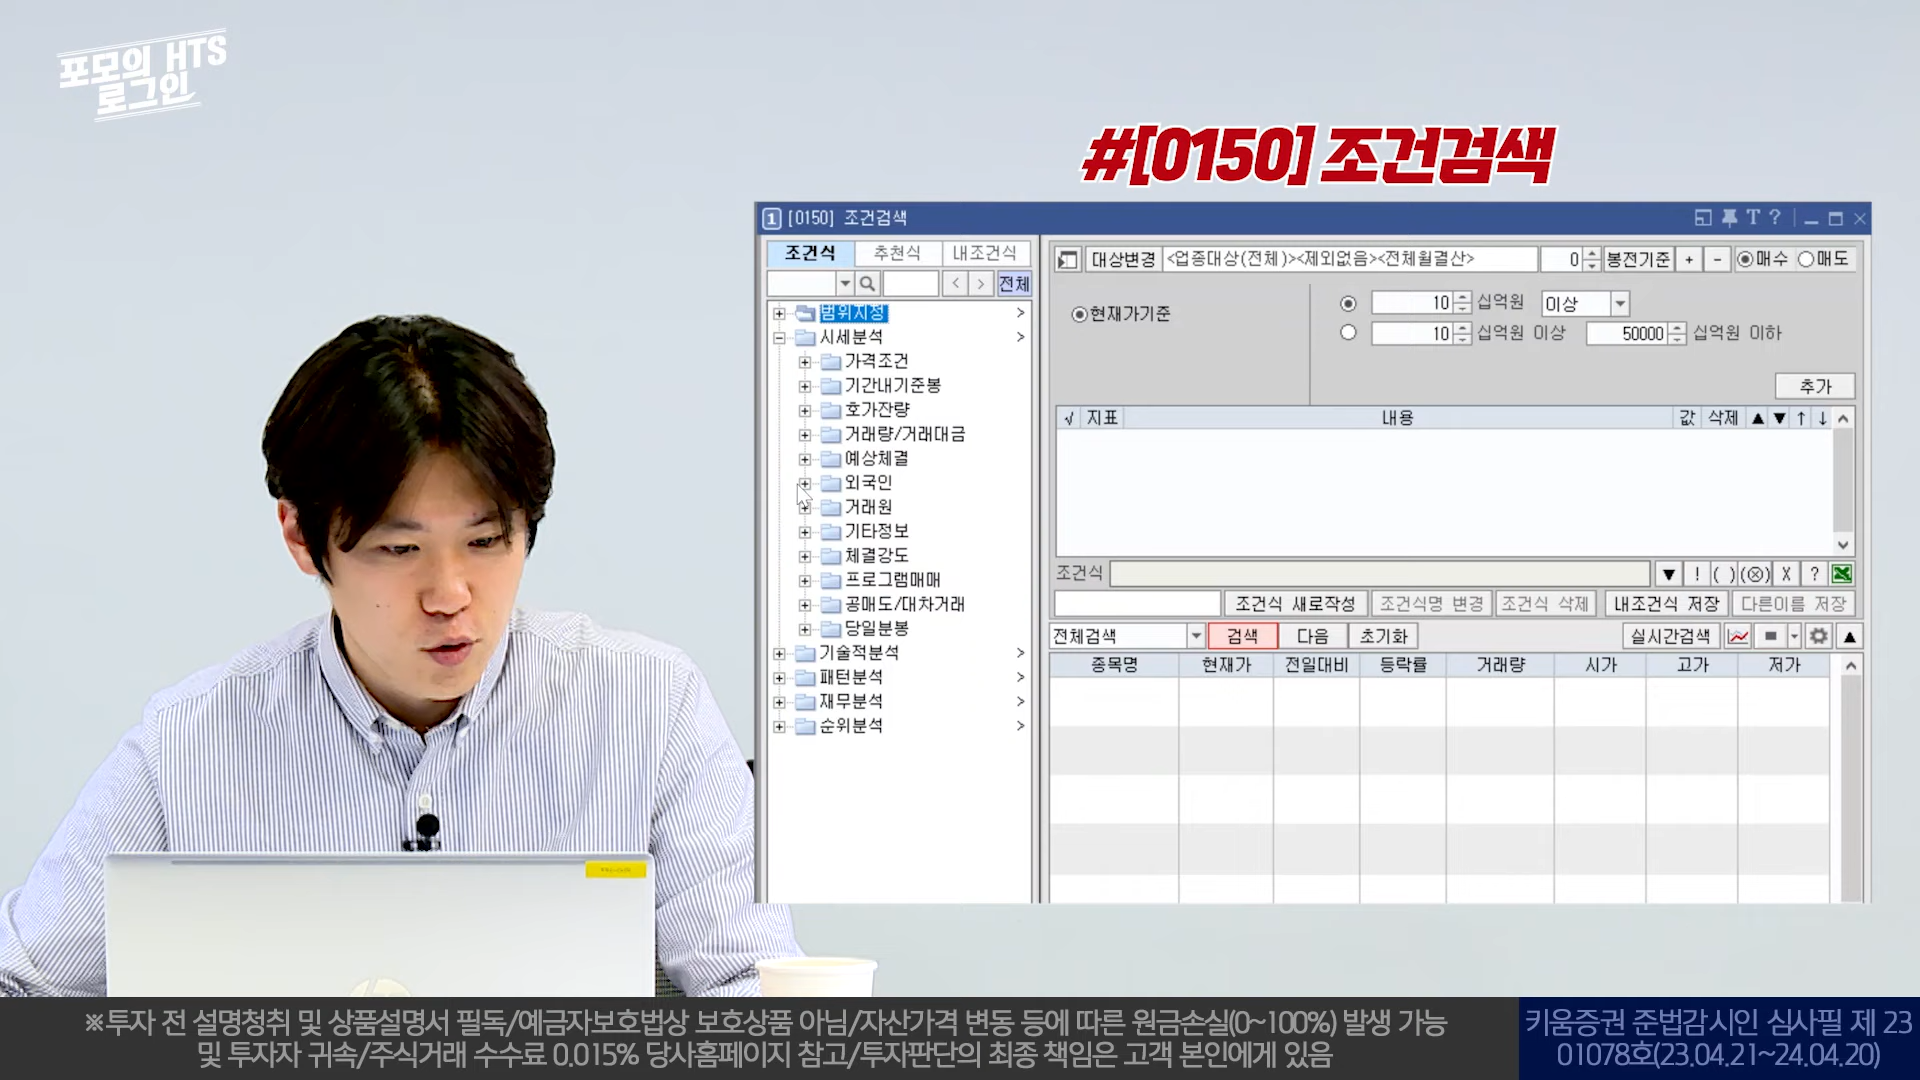 포모의 HTS
로그인
#[0150] 조건검색
1 [0150] 조건검색
조건식 추천식 내조건식
전체
범위지정
시세분석
가격조건
기간내기준봉
호가잔량
거래량/거래대금
예상체결
외국인
거래원
기타정보
체결강도
프로그램매매
공매도/대차거래
당일분봉
기술적분석
패턴분석
재무분석
순위분석
대상변경 <업종대상(전체)><제외없음><전체월결산> 0 봉전기준 + - 매수 매도
현재가기준
10 십억원 이상
10 십억원 이상 50000 십억원 이하
추가
√ 지표 내용 값 삭제 ▲ ▼ ↑ ↓
조건식 ▼ ! ( ) (⊗) X ?
조건식 새로작성 조건식명 변경 조건식 삭제 내조건식 저장 다른이름 저장
전체검색 검색 다음 초기화 실시간검색 ▲
종목명 현재가 전일대비 등락률 거래량 시가 고가 저가
※투자 전 설명청취 및 상품설명서 필독/예금자보호법상 보호상품 아님/자산가격 변동 등에 따른 원금손실(0~100%) 발생 가능
및 투자자 귀속/주식거래 수수료 0.015% 당사홈페이지 참고/투자판단의 최종 책임은 고객 본인에게 있음
키움증권 준법감시인 심사필 제 23
01078호(23.04.21~24.04.20)